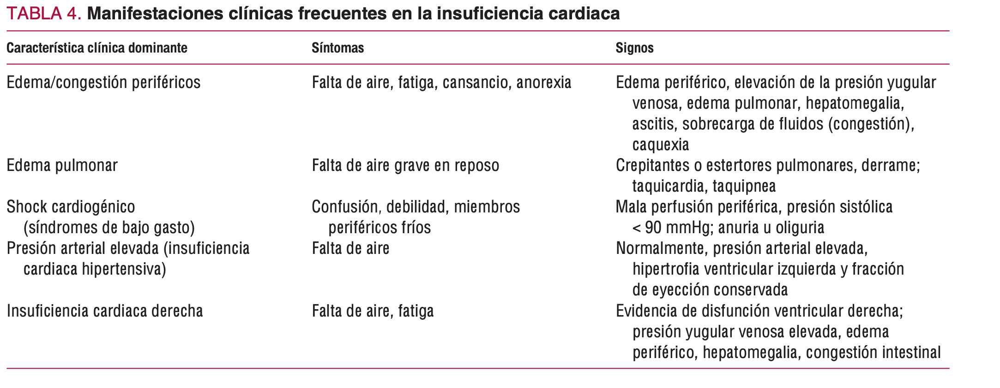 TABLA 4. Manifestaciones clínicas frecuentes en la insuficiencia cardiaca
Característica clínica dominante Síntomas Signos
Edema/congestión periféricos Falta de aire, fatiga, cansancio, anorexia Edema periférico, elevación de la presión yugular
venosa, edema pulmonar, hepatomegalia,
ascitis, sobrecarga de fluidos (congestión),
caquexia
Edema pulmonar Falta de aire grave en reposo Crepitantes o estertores pulmonares, derrame;
taquicardia, taquipnea
Shock cardiogénico Confusión, debilidad, miembros Mala perfusión periférica, presión sistólica
(síndromes de bajo gasto) periféricos fríos < 90 mmHg; anuria u oliguria
Presión arterial elevada (insuficiencia Falta de aire Normalmente, presión arterial elevada,
cardiaca hipertensiva) hipertrofia ventricular izquierda y fracción
de eyección conservada
Insuficiencia cardiaca derecha Falta de aire, fatiga Evidencia de disfunción ventricular derecha;
presión yugular venosa elevada, edema
periférico, hepatomegalia, congestión intestinal